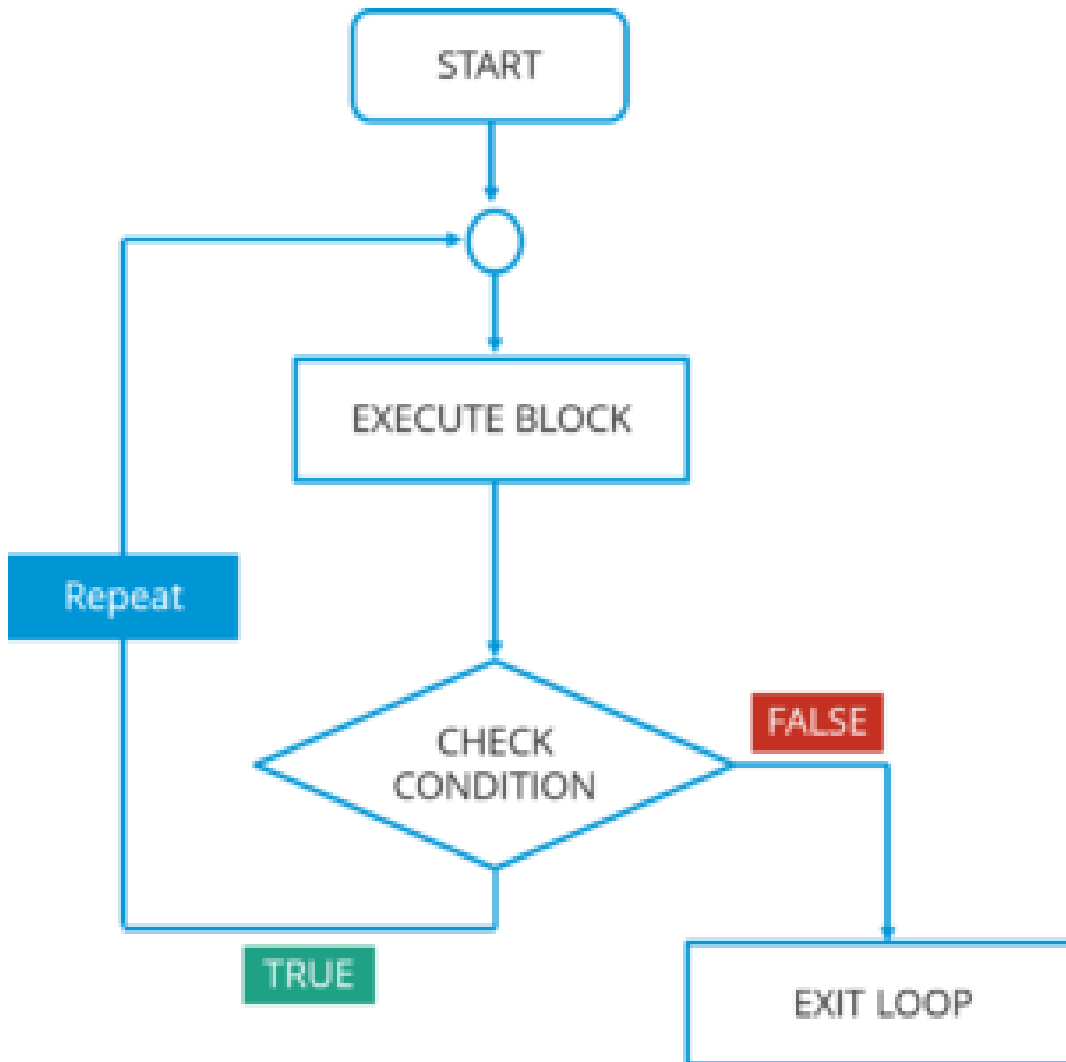 START
EXECUTE BLOCK
Repeat
CHECK
CONDITION
FALSE
TRUE
EXIT LOOP